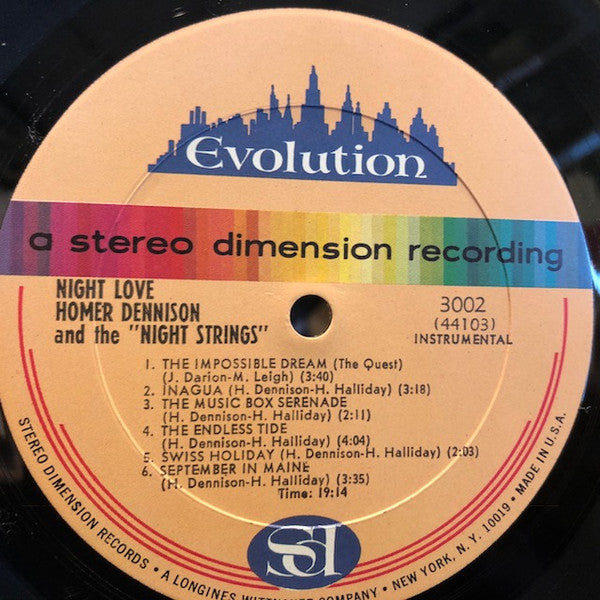 Evolution
a stereo dimension recording
NIGHT LOVE
HOMER DENNISON
and the "NIGHT STRINGS"
3002
(44103)
INSTRUMENTAL
1. THE IMPOSSIBLE DREAM (The Quest)
(J. Darion-M. Leigh) (3:40)
2. INAGUA (H. Dennison-H. Halliday) (3:18)
3. THE MUSIC BOX SERENADE
(H. Dennison-H. Halliday) (2:11)
4. THE ENDLESS TIDE
(H. Dennison-H. Halliday) (4:04)
5. SWISS HOLIDAY (H. Dennison-H. Halliday) (2:03)
6. SEPTEMBER IN MAINE
(H. Dennison-H. Halliday) (3:35)
Time: 19:14
SD
STEREO DIMENSION RECORDS • A LONGINES WITTNAUER COMPANY • NEW YORK, N. Y. 10019 • MADE IN U.S.A.